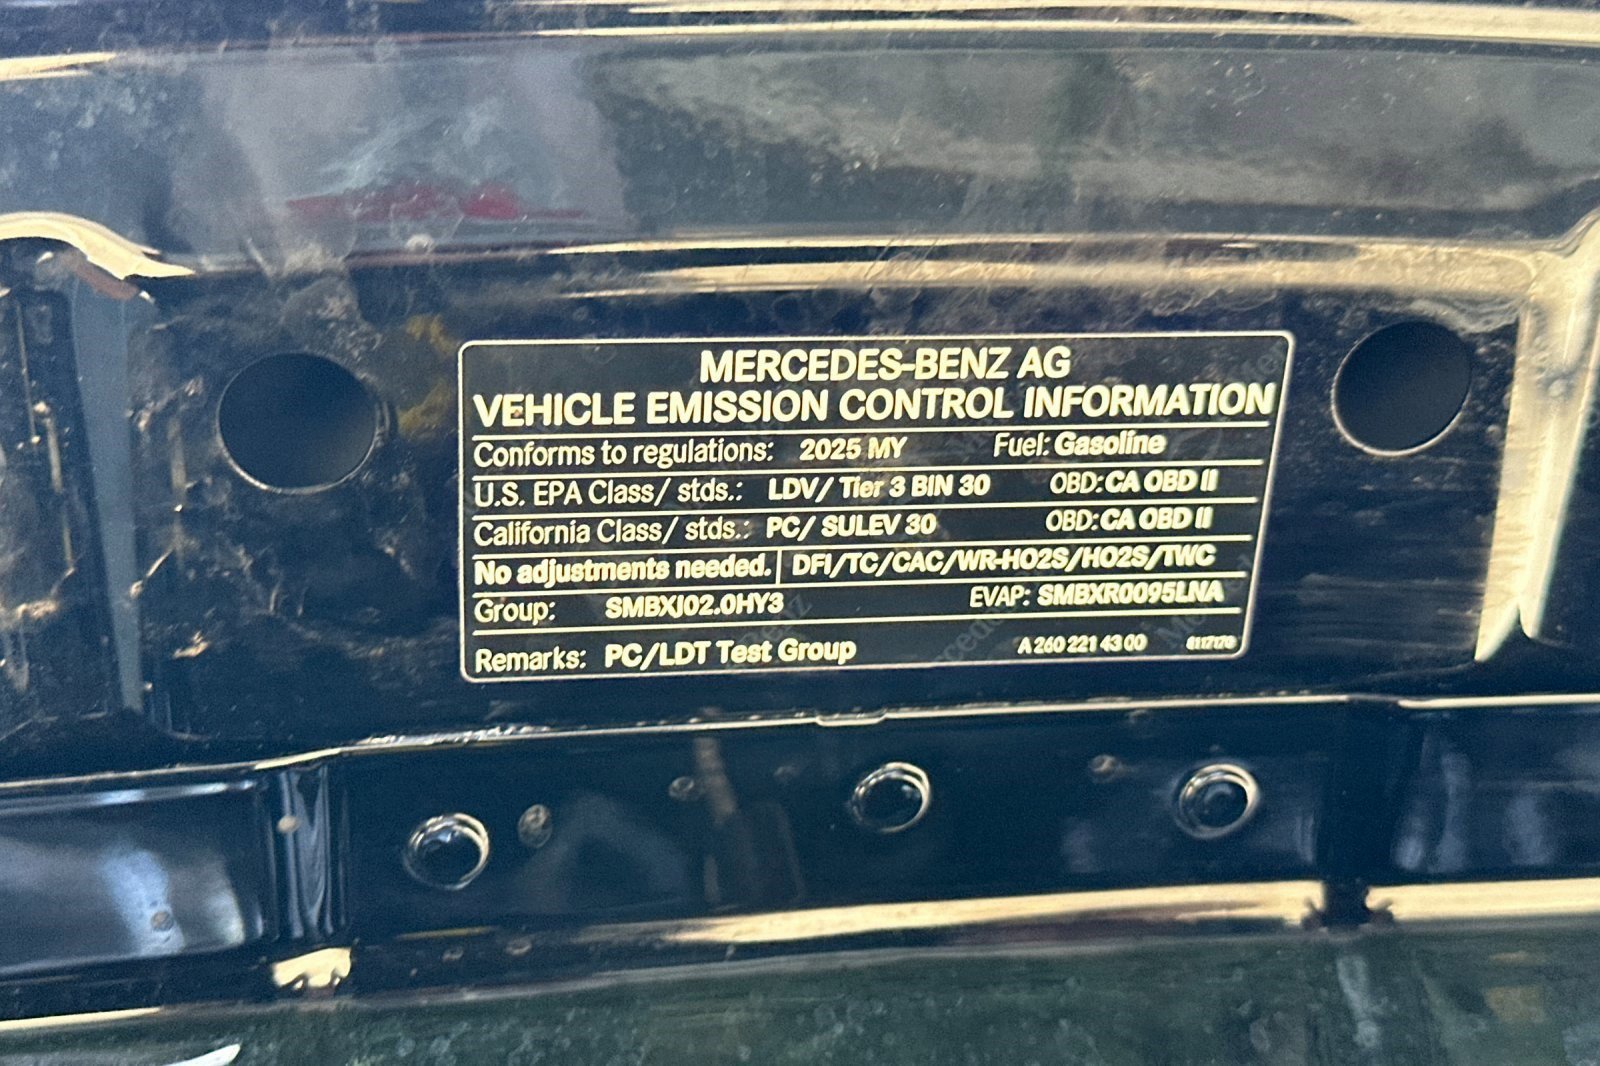 MERCEDES-BENZ AG
VEHICLE EMISSION CONTROL INFORMATION
Conforms to regulations: 2025 MY Fuel: Gasoline
U.S. EPA Class/ stds.: LDV/ Tier 3 BIN 30 OBD: CA OBD II
California Class/ stds.: PC/ SULEV 30 OBD: CA OBD II
No adjustments needed. DFI/TC/CAC/WR-HO2S/HO2S/TWC
Group: SMBXJ02.0HY3 EVAP: SMBXR0095LNA
Remarks: PC/LDT Test Group A 260 221 43 00